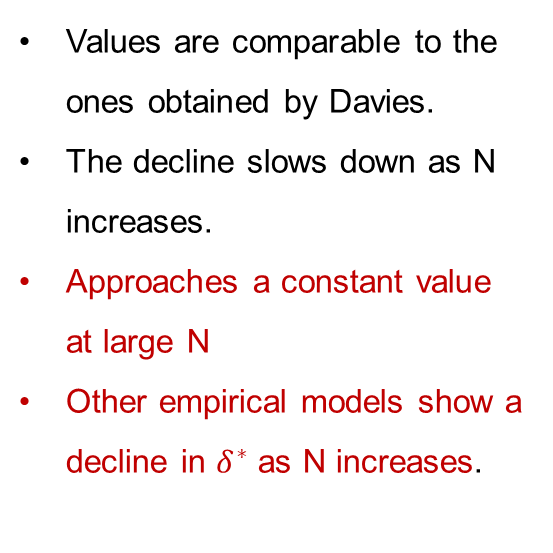 • Values are comparable to the
ones obtained by Davies.
• The decline slows down as N
increases.
• Approaches a constant value
at large N
• Other empirical models show a
decline in 𝛿* as N increases.